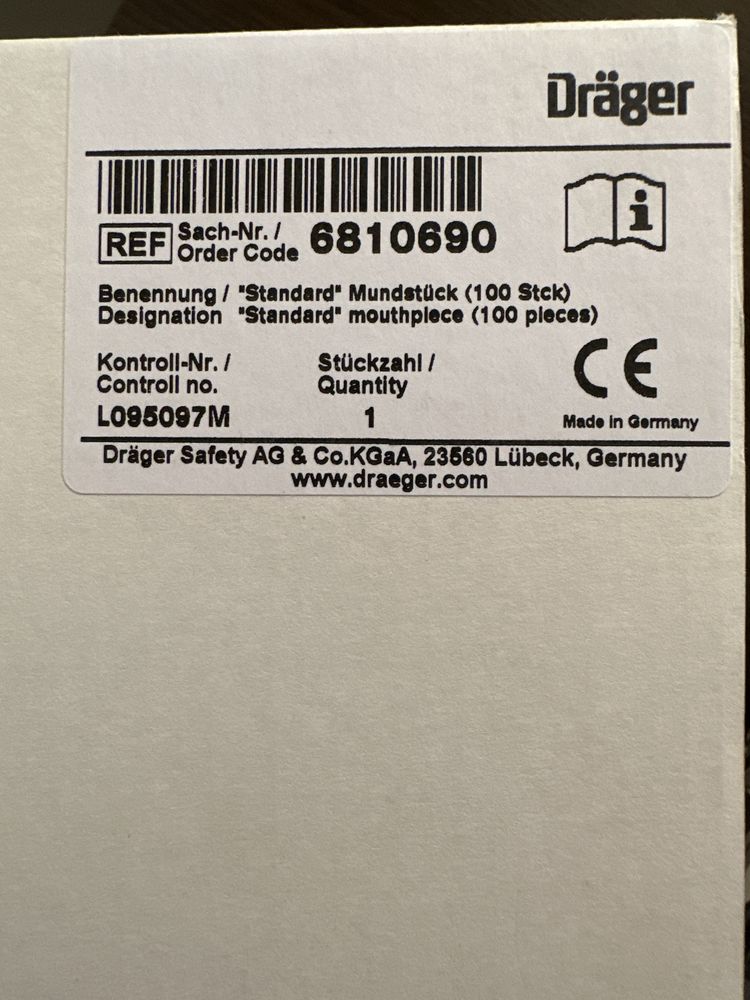 Dräger
REF Sach-Nr. / Order Code 6810690
Benennung / "Standard" Mundstück (100 Stck)
Designation "Standard" mouthpiece (100 pieces)
Kontroll-Nr. / Stückzahl /
Controll no. Quantity
L095097M 1
Made in Germany
Dräger Safety AG & Co.KGaA, 23560 Lübeck, Germany
www.draeger.com